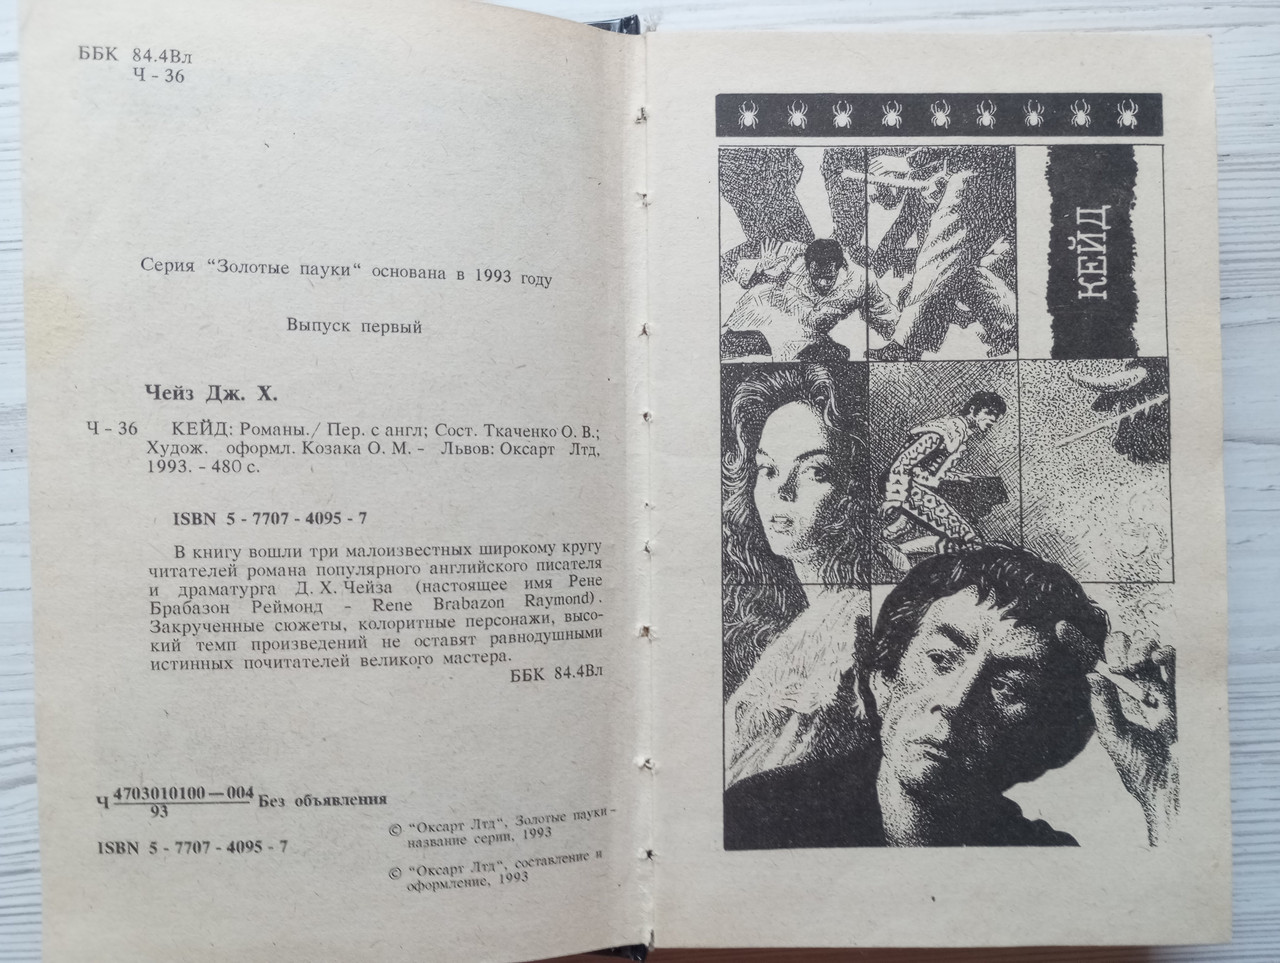 ББК 84.4Вл
Ч - 36
Серия "Золотые пауки" основана в 1993 году
Выпуск первый
Чейз Дж. Х.
Ч - 36 КЕЙД: Романы./ Пер. с англ; Сост. Ткаченко О. В.;
Худож. оформл. Козака О. М. - Львов: Оксарт Лтд,
1993. - 480 с.
ISBN 5 - 7707 - 4095 - 7
В книгу вошли три малоизвестных широкому кругу
читателей романа популярного английского писателя
и драматурга Д. Х. Чейза (настоящее имя Рене
Брабазон Реймонд - Rene Brabazon Raymond).
Закрученные сюжеты, колоритные персонажи, высо-
кий темп произведений не оставят равнодушными
истинных почитателей великого мастера.
ББК 84.4Вл
Ч 4703010100—004 Без объявления
93
ISBN 5 - 7707 - 4095 - 7
© "Оксарт Лтд", Золотые пауки -
название серии, 1993
© "Оксарт Лтд", составление и
оформление, 1993
КЕЙД